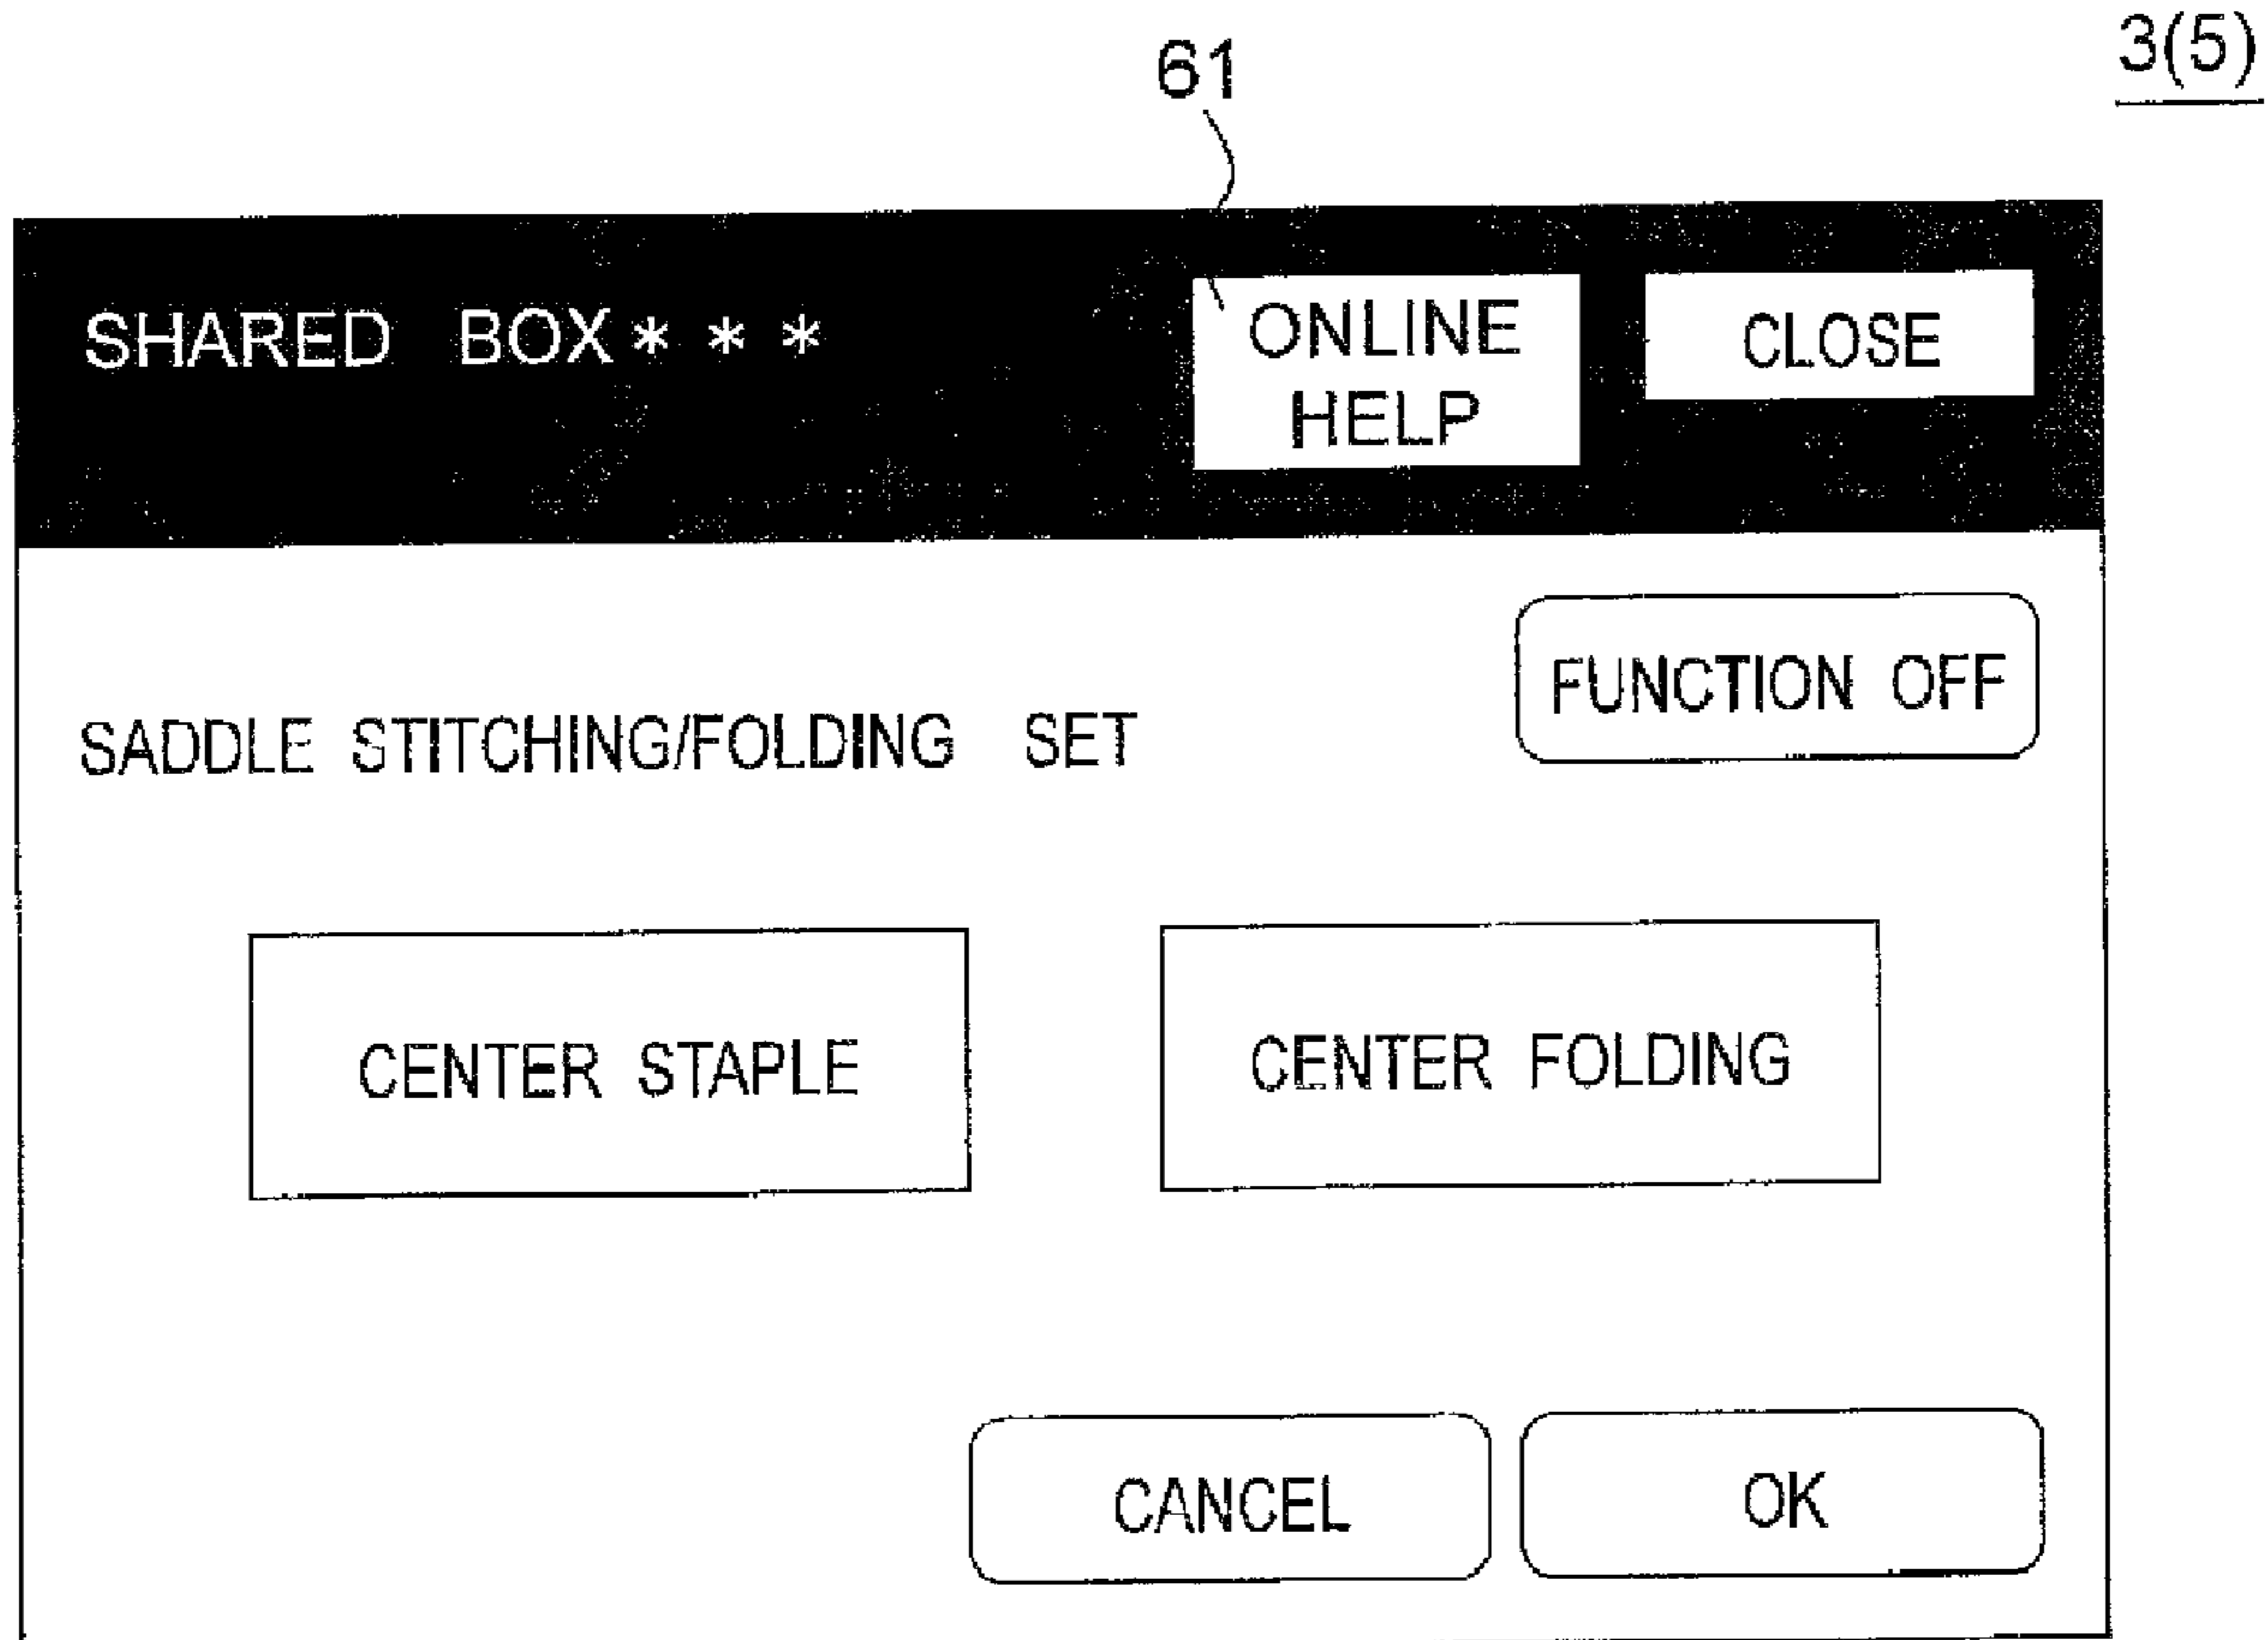 3(5)
61
SHARED BOX＊＊＊
ONLINE
HELP
CLOSE
FUNCTION OFF
SADDLE STITCHING/FOLDING SET
CENTER STAPLE
CENTER FOLDING
CANCEL
OK